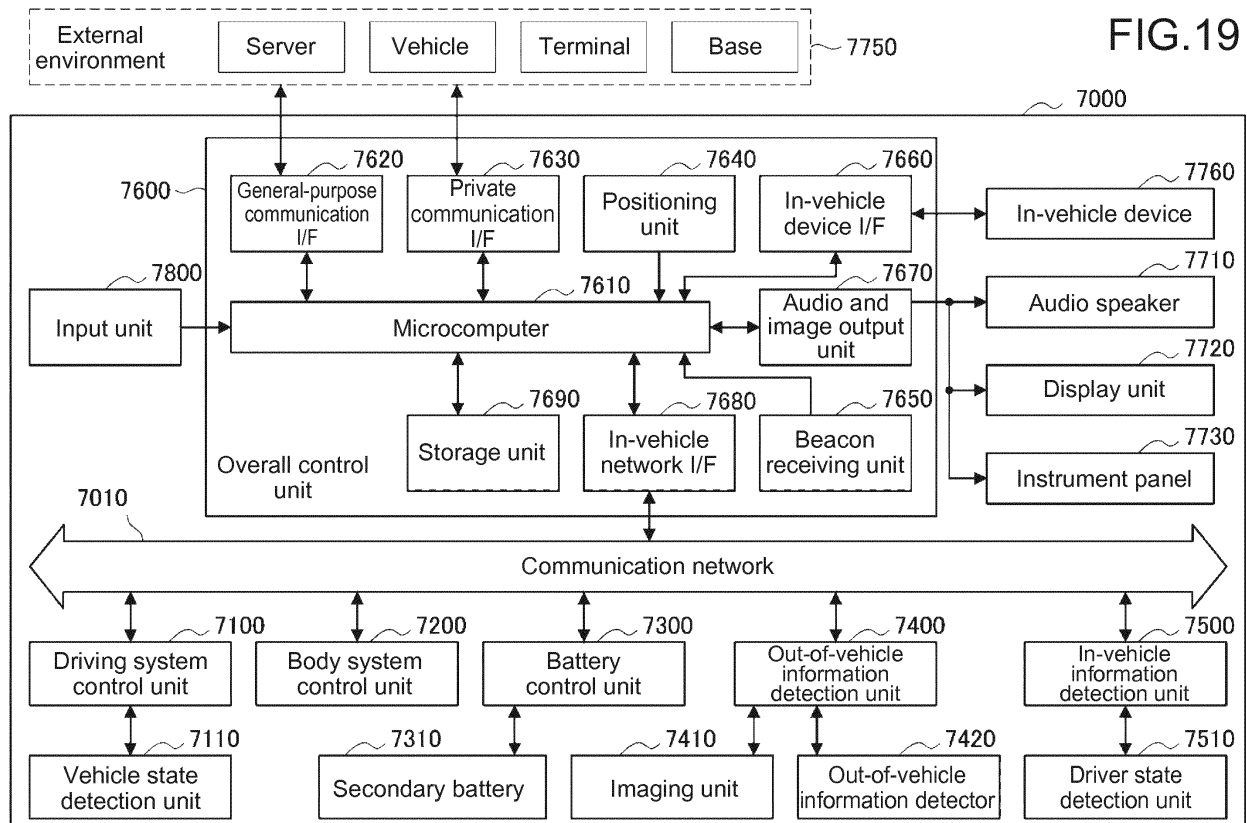 FIG.19
External
environment
Server
Vehicle
Terminal
Base
7750
7000
7600
7620
General-purpose
communication
I/F
7630
Private
communication
I/F
7640
Positioning
unit
7660
In-vehicle
device I/F
7760
In-vehicle device
7800
Input unit
7610
Microcomputer
7670
Audio and
image output
unit
7710
Audio speaker
7720
Display unit
7690
Storage unit
7680
In-vehicle
network I/F
7650
Beacon
receiving unit
7730
Instrument panel
Overall control
unit
7010
Communication network
7100
Driving system
control unit
7200
Body system
control unit
7300
Battery
control unit
7400
Out-of-vehicle
information
detection unit
7500
In-vehicle
information
detection unit
7110
Vehicle state
detection unit
7310
Secondary battery
7410
Imaging unit
7420
Out-of-vehicle
information detector
7510
Driver state
detection unit